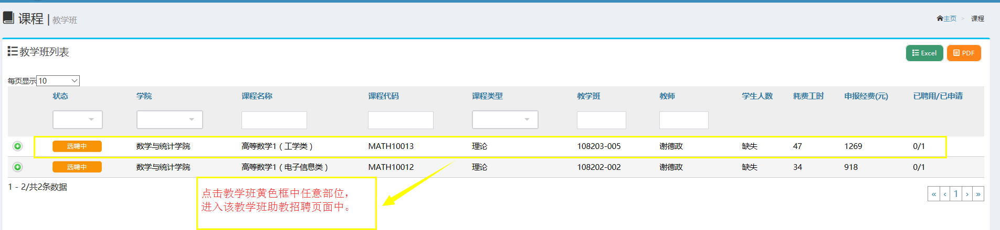 课程 | 教学班
主页 > 课程
教学班列表
Excel PDF
每页显示 10
状态 学院 课程名称 课程代码 课程类型 教学班 教师 学生人数 耗费工时 申报经费(元) 已聘用/已申请
选聘中 数学与统计学院 高等数学1（工学类） MATH10013 理论 108203-005 谢德政 缺失 47 1269 0/1
选聘中 数学与统计学院 高等数学1（电子信息类） MATH10012 理论 108202-002 谢德政 缺失 34 918 0/1
1 - 2/共2条数据
« ‹ 1 › »
点击教学班黄色框中任意部位，
进入该教学班助教招聘页面中。